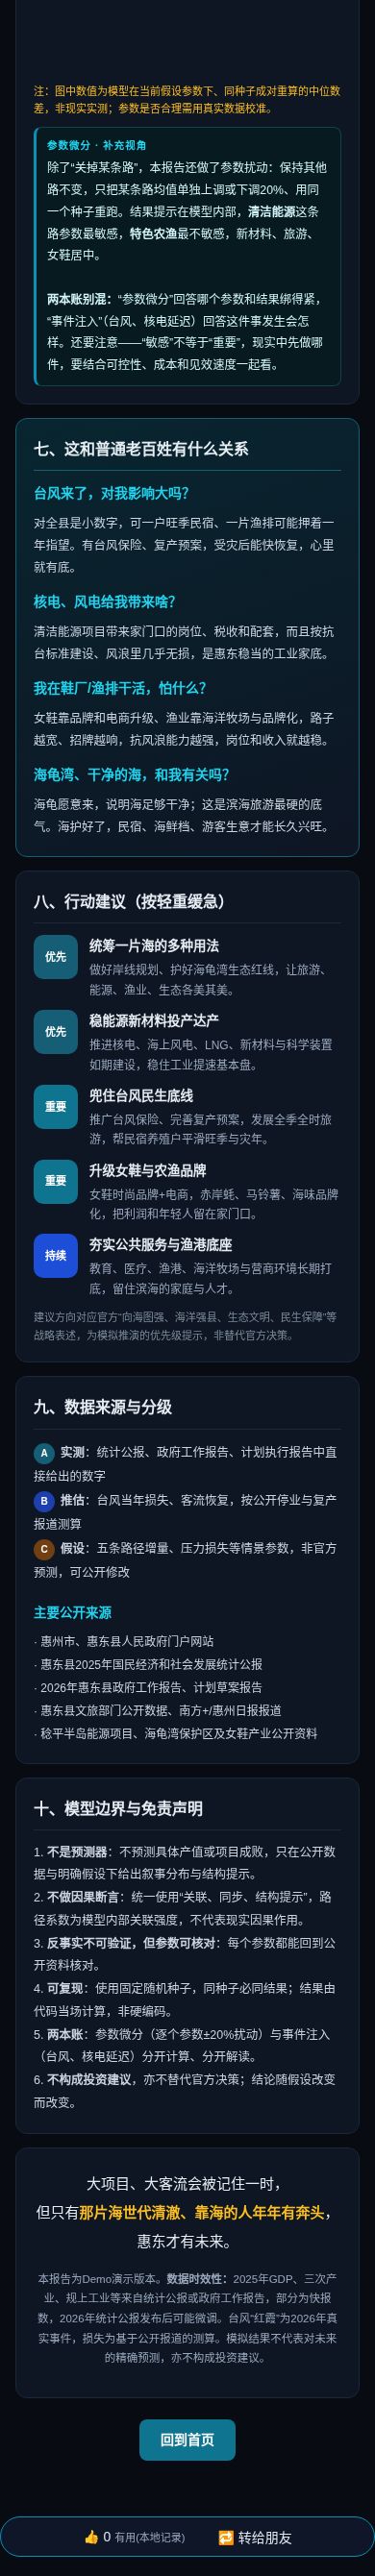 注：图中数值为模型在当前假设参数下、同种子成对重算的中位数
差，非现实实测；参数是否合理需用真实数据校准。
参数微分 · 补充视角
除了“关掉某条路”，本报告还做了参数扰动：保持其他
路不变，只把某条路均值单独上调或下调20%、用同
一个种子重跑。结果提示在模型内部，清洁能源这条
路参数最敏感，特色农渔最不敏感，新材料、旅游、
女鞋居中。
两本账别混：“参数微分”回答哪个参数和结果绑得紧，
“事件注入”（台风、核电延迟）回答这件事发生会怎
样。还要注意——“敏感”不等于“重要”，现实中先做哪
件，要结合可控性、成本和见效速度一起看。
七、这和普通老百姓有什么关系
台风来了，对我影响大吗？
对全县是小数字，可一户旺季民宿、一片渔排可能押着一
年指望。有台风保险、复产预案，受灾后能快恢复，心里
就有底。
核电、风电给我带来啥？
清洁能源项目带来家门口的岗位、税收和配套，而且按抗
台标准建设、风浪里几乎无损，是惠东稳当的工业家底。
我在鞋厂/渔排干活，怕什么？
女鞋靠品牌和电商升级、渔业靠海洋牧场与品牌化，路子
越宽、招牌越响，抗风浪能力越强，岗位和收入就越稳。
海龟湾、干净的海，和我有关吗？
海龟愿意来，说明海足够干净；这是滨海旅游最硬的底
气。海护好了，民宿、海鲜档、游客生意才能长久兴旺。
八、行动建议（按轻重缓急）
优先
统筹一片海的多种用法
做好岸线规划、护好海龟湾生态红线，让旅游、
能源、渔业、生态各美其美。
优先
稳能源新材料投产达产
推进核电、海上风电、LNG、新材料与科学装置
如期建设，稳住工业提速基本盘。
重要
兜住台风民生底线
推广台风保险、完善复产预案，发展全季全时旅
游，帮民宿养殖户平滑旺季与灾年。
重要
升级女鞋与农渔品牌
女鞋时尚品牌+电商，赤岸蚝、马铃薯、海味品牌
化，把利润和年轻人留在家门口。
持续
夯实公共服务与渔港底座
教育、医疗、渔港、海洋牧场与营商环境长期打
底，留住滨海的家庭与人才。
建议方向对应官方“向海图强、海洋强县、生态文明、民生保障”等
战略表述，为模拟推演的优先级提示，非替代官方决策。
九、数据来源与分级
A 实测：统计公报、政府工作报告、计划执行报告中直
接给出的数字
B 推估：台风当年损失、客流恢复，按公开停业与复产
报道测算
C 假设：五条路径增量、压力损失等情景参数，非官方
预测，可公开修改
主要公开来源
· 惠州市、惠东县人民政府门户网站
· 惠东县2025年国民经济和社会发展统计公报
· 2026年惠东县政府工作报告、计划草案报告
· 惠东县文旅部门公开数据、南方+/惠州日报报道
· 稔平半岛能源项目、海龟湾保护区及女鞋产业公开资料
十、模型边界与免责声明
1. 不是预测器：不预测具体产值或项目成败，只在公开数
据与明确假设下给出叙事分布与结构提示。
2. 不做因果断言：统一使用“关联、同步、结构提示”，路
径系数为模型内部关联强度，不代表现实因果作用。
3. 反事实不可验证，但参数可核对：每个参数都能回到公
开资料核对。
4. 可复现：使用固定随机种子，同种子必同结果；结果由
代码当场计算，非硬编码。
5. 两本账：参数微分（逐个参数±20%扰动）与事件注入
（台风、核电延迟）分开计算、分开解读。
6. 不构成投资建议，亦不替代官方决策；结论随假设改变
而改变。
大项目、大客流会被记住一时，
但只有那片海世代清澈、靠海的人年年有奔头，
惠东才有未来。
本报告为Demo演示版本。数据时效性：2025年GDP、三次产
业、规上工业等来自统计公报或政府工作报告，部分为快报
数，2026年统计公报发布后可能微调。台风“红霞”为2026年真
实事件，损失为基于公开报道的测算。模拟结果不代表对未来
的精确预测，亦不构成投资建议。
回到首页
👍 0 有用(本地记录)
🔁 转给朋友